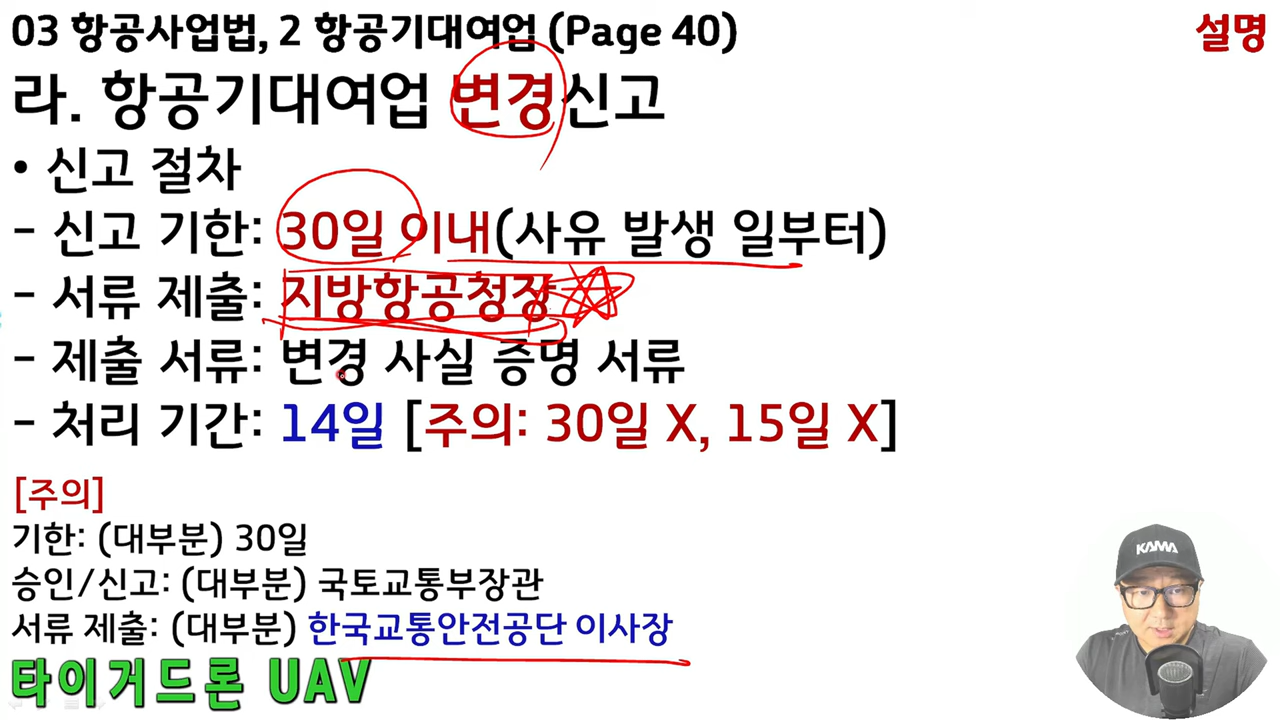 03 항공사업법, 2 항공기대여업 (Page 40)
설명
라. 항공기대여업 변경신고
• 신고 절차
- 신고 기한: 30일 이내(사유 발생 일부터)
- 서류 제출: 지방항공청장
- 제출 서류: 변경 사실 증명 서류
- 처리 기간: 14일 [주의: 30일 X, 15일 X]
[주의]
기한: (대부분) 30일
승인/신고: (대부분) 국토교통부장관
서류 제출: (대부분) 한국교통안전공단 이사장
타이거드론 UAV
KAMA